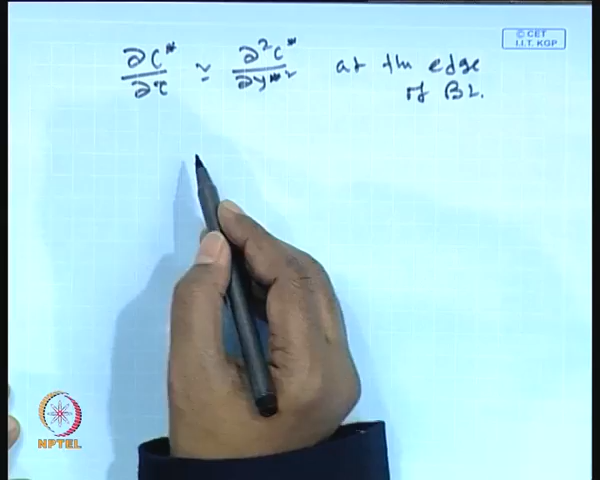 ∂c*/∂τ ≃ ∂²c*/∂y*² at the edge
of BL.
© CET
I.I.T. KGP
NPTEL